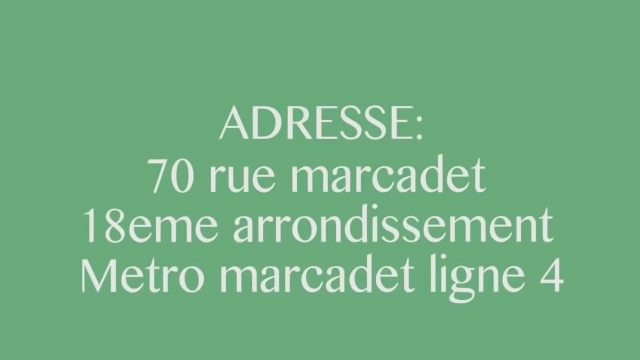 ADRESSE:
70 rue marcadet
18eme arrondissement
Metro marcadet ligne 4